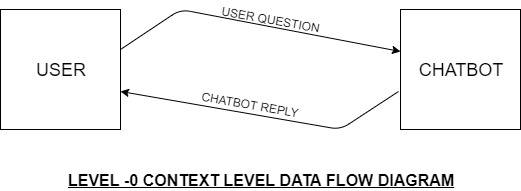 USER QUESTION
USER
CHATBOT
CHATBOT REPLY
LEVEL -0 CONTEXT LEVEL DATA FLOW DIAGRAM